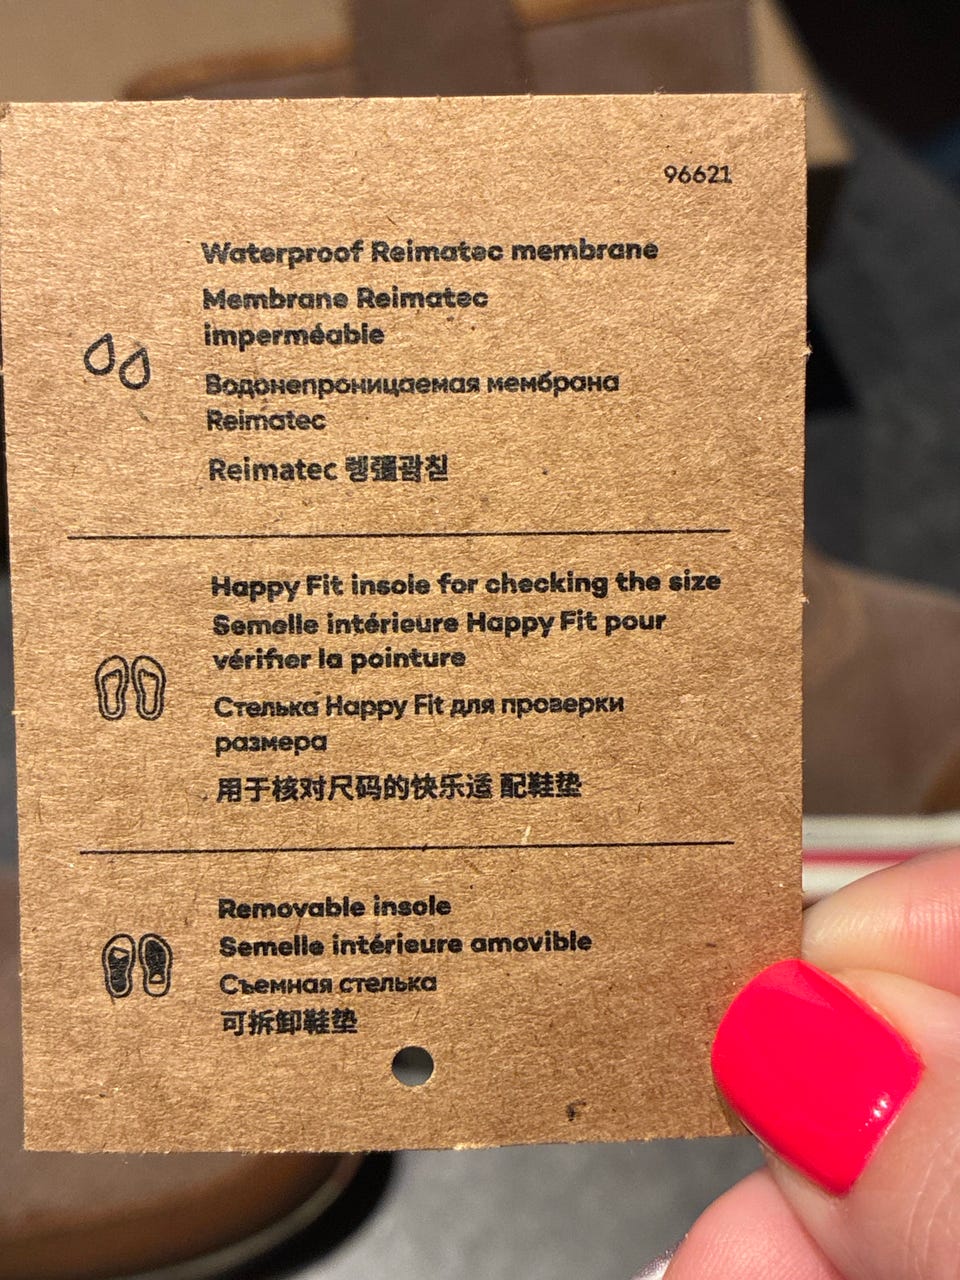 96621
Waterproof Reimatec membrane
Membrane Reimatec
imperméable
Водонепроницаемая мембрана
Reimatec
Reimatec
Happy Fit insole for checking the size
Semelle intérieure Happy Fit pour
vérifier la pointure
Стелька Happy Fit для проверки
размера
用于核对尺码的快乐适 配鞋垫
Removable insole
Semelle intérieure amovible
Съемная стелька
可拆卸鞋垫